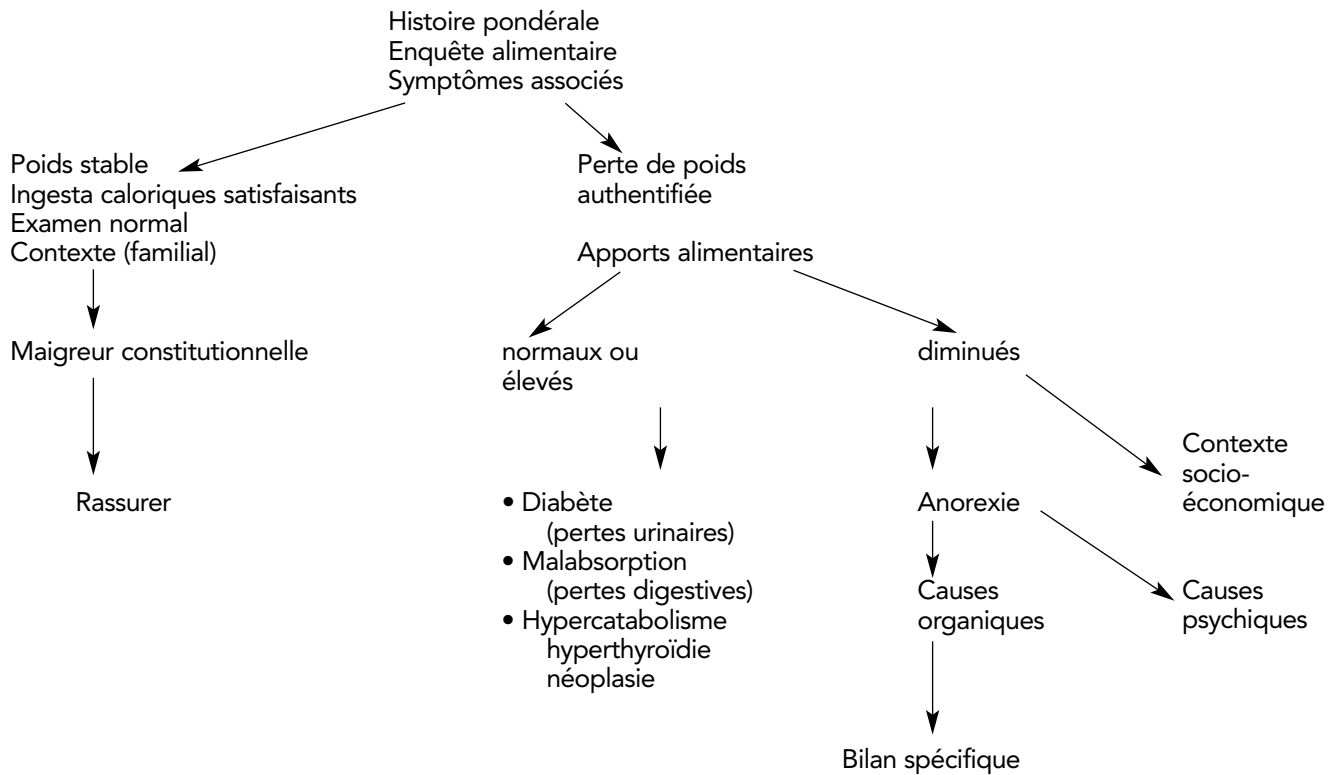 Histoire pondérale
Enquête alimentaire
Symptômes associés
Poids stable
Ingesta caloriques satisfaisants
Examen normal
Contexte (familial)
Perte de poids
authentifiée
Apports alimentaires
Maigreur constitutionnelle
normaux ou
élevés
diminués
Rassurer
• Diabète
(pertes urinaires)
• Malabsorption
(pertes digestives)
• Hypercatabolisme
hyperthyroïdie
néoplasie
Anorexie
Contexte
socio-
économique
Causes
organiques
Causes
psychiques
Bilan spécifique